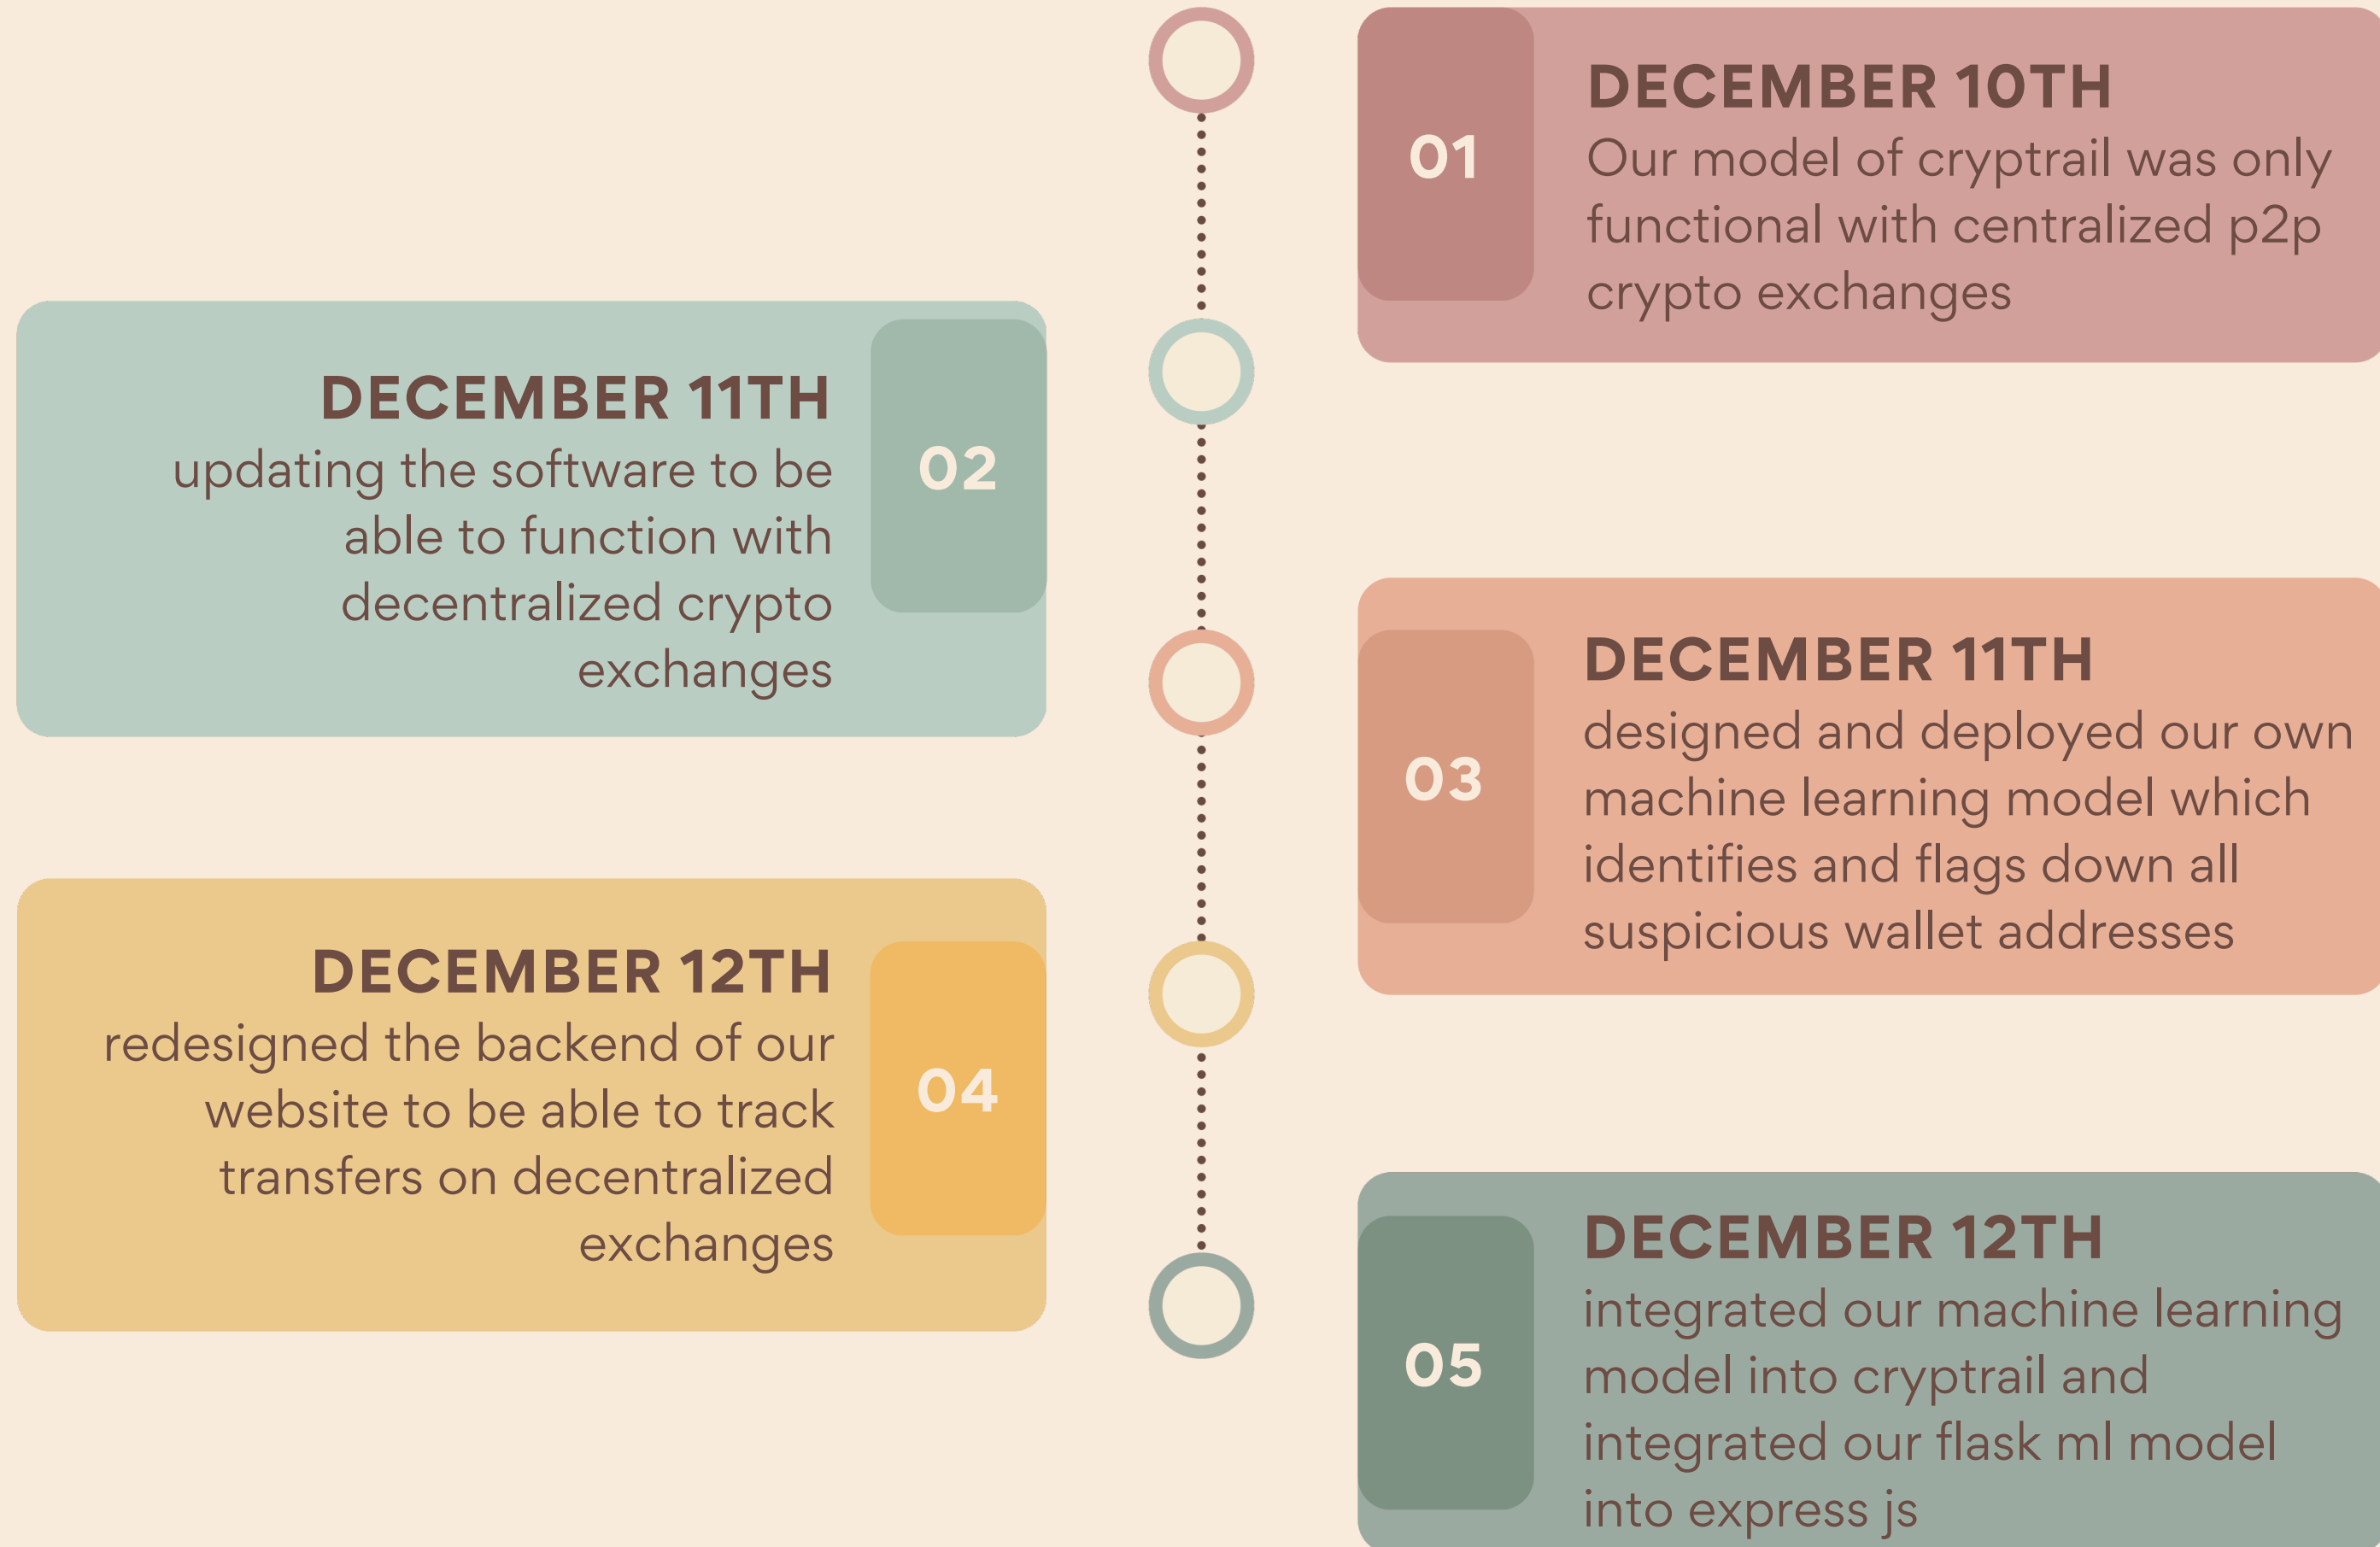 01
DECEMBER 10TH
Our model of cryptrail was only
functional with centralized p2p
crypto exchanges
DECEMBER 11TH
updating the software to be
able to function with
decentralized crypto
exchanges
02
03
DECEMBER 11TH
designed and deployed our own
machine learning model which
identifies and flags down all
suspicious wallet addresses
DECEMBER 12TH
redesigned the backend of our
website to be able to track
transfers on decentralized
exchanges
04
05
DECEMBER 12TH
integrated our machine learning
model into cryptrail and
integrated our flask ml model
into express js